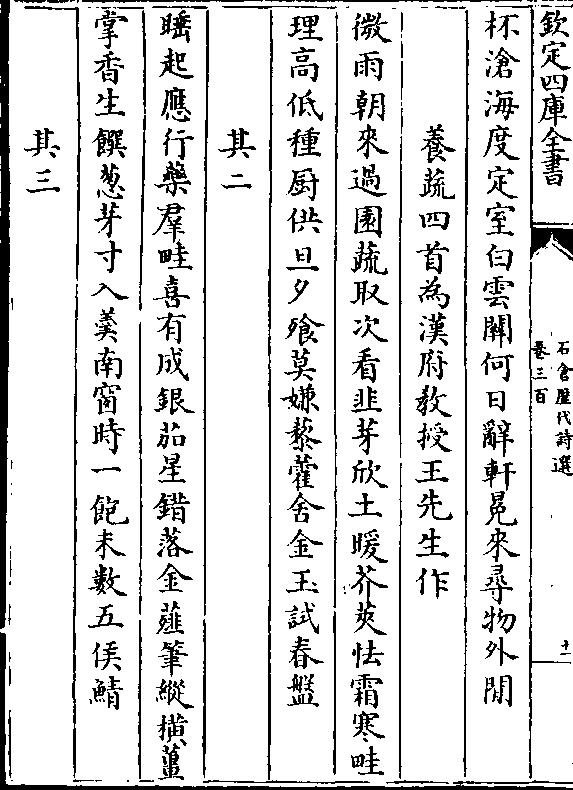 欽定四庫全書
石倉歷代詩選
卷三百
十一
杯滄海度定室白雲關何日辭軒冕來尋物外閒
養蔬四首為漢府教授王先生作
微雨朝來過園蔬取次看韭芽欣土暖芥莢怯霜寒畦
理高低種厨供旦夕飱莫嫌藜藿舍金玉試春盤
其二
睡起應行藥羣畦喜有成銀茄星錯落金薤筆縱橫薑
掌香生饌葱芽寸入羹南窗時一飽未數五侯鯖
其三